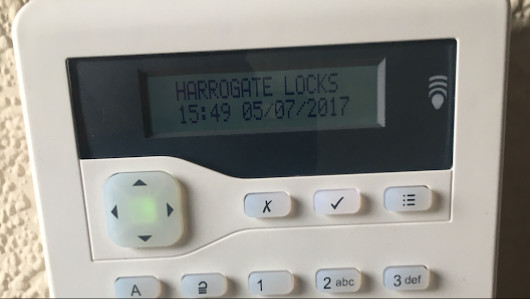 HARROGATE LOCKS
15:49 05/07/2017
A 1 2 abc 3 def